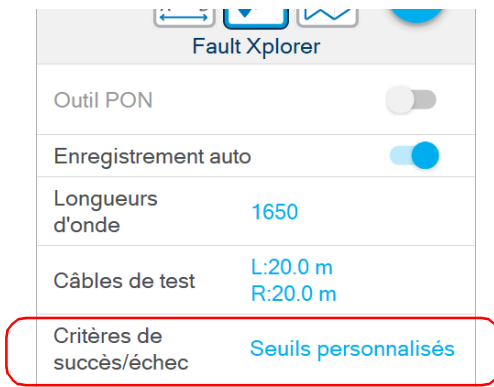 Fault Xplorer
Outil PON
Enregistrement auto
Longueurs
d'onde
1650
Câbles de test
L:20.0 m
R:20.0 m
Critères de
succès/échec
Seuils personnalisés